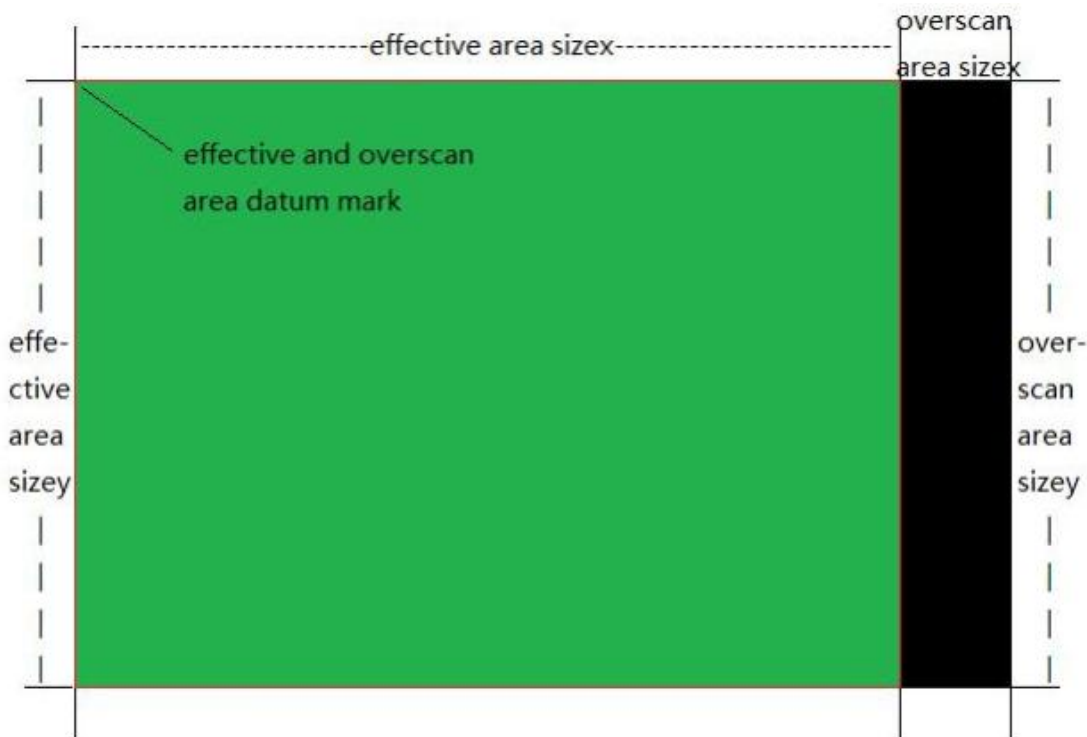 overscan
effective area sizex
area sizex
effective and overscan
area datum mark
effe-
ctive
area
sizey
over-
scan
area
sizey